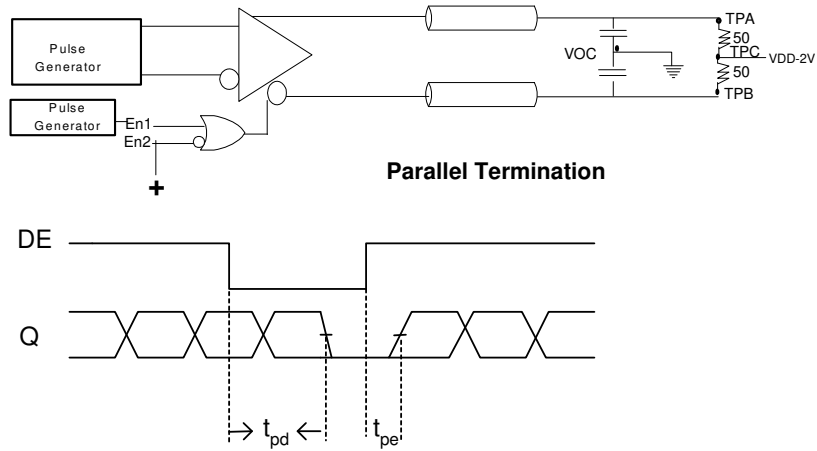 Pulse
Generator
Pulse
Generator
En1
En2
+
VOC
TPA
50
TPC
VDD-2V
50
TPB
Parallel Termination
DE
Q
tpd
tpe